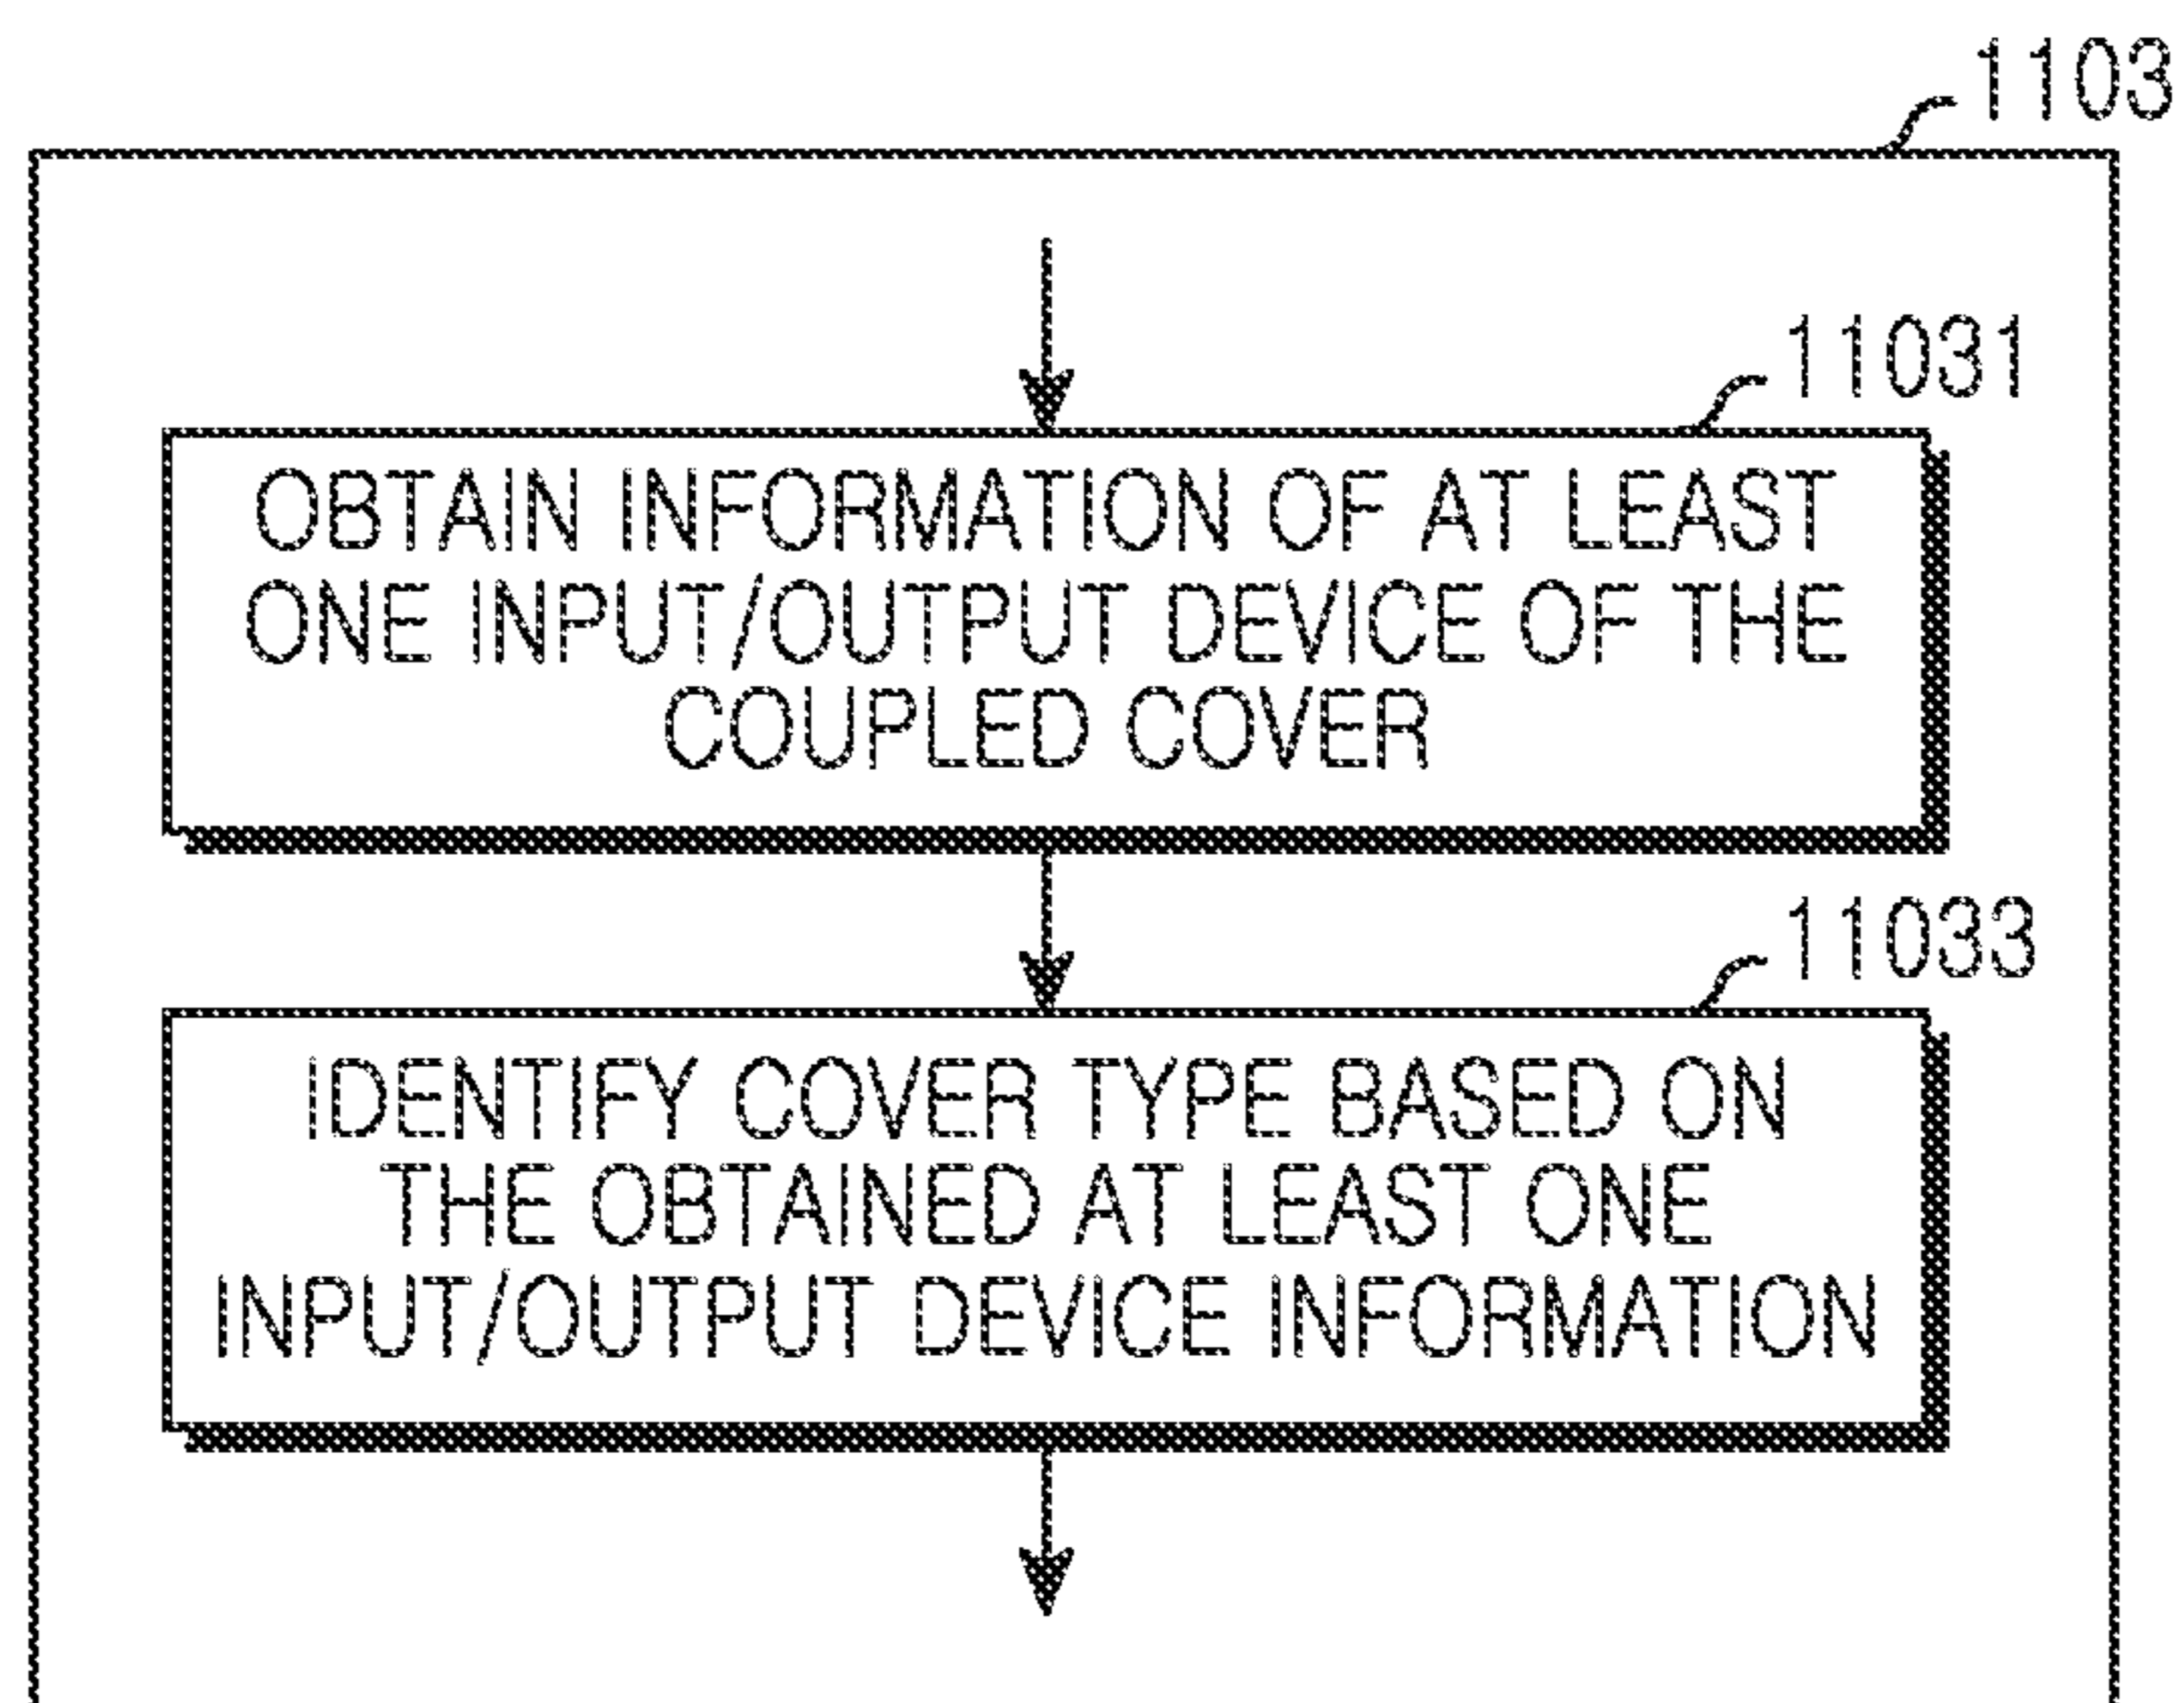 1103
11031
OBTAIN INFORMATION OF AT LEAST
ONE INPUT/OUTPUT DEVICE OF THE
COUPLED COVER
11033
IDENTIFY COVER TYPE BASED ON
THE OBTAINED AT LEAST ONE
INPUT/OUTPUT DEVICE INFORMATION